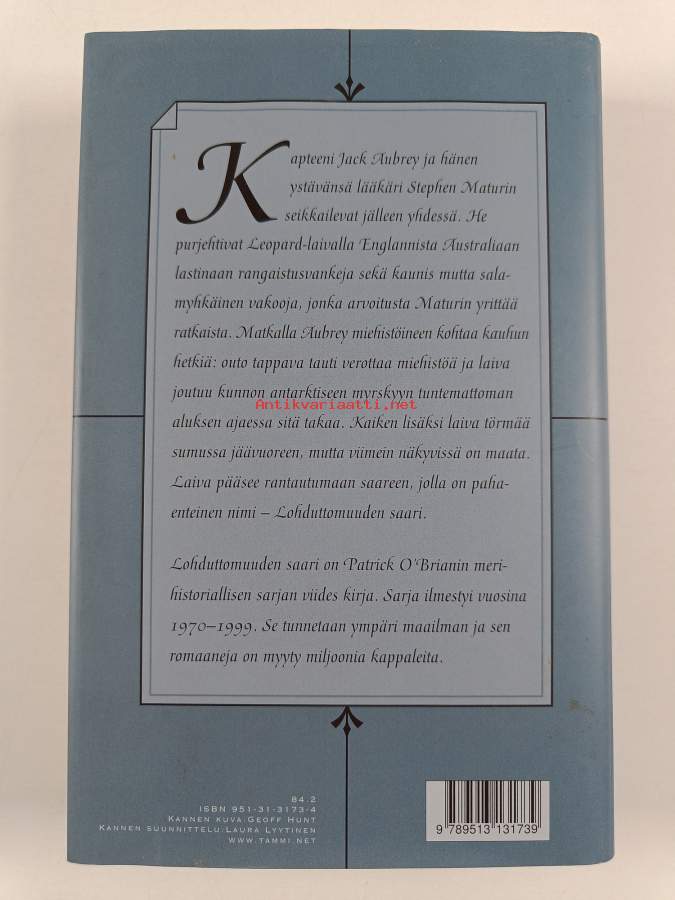 Kapteeni Jack Aubrey ja hänen
ystävänsä lääkäri Stephen Maturin
seikkailevat jälleen yhdessä. He
purjehtivat Leopard-laivalla Englannista Australiaan
lastinaan rangaistusvankeja sekä kaunis mutta sala-
myhkäinen vakooja, jonka arvoitusta Maturin yrittää
ratkaista. Matkalla Aubrey miehistöineen kohtaa kauhun
hetkiä: outo tappava tauti verottaa miehistöä ja laiva
joutuu kunnon antarktiseen myrskyyn tuntemattoman
Antikvariaatti.net
aluksen ajaessa sitä takaa. Kaiken lisäksi laiva törmää
sumussa jäävuoreen, mutta viimein näkyvissä on maata.
Laiva pääsee rantautumaan saareen, jolla on paha-
enteinen nimi – Lohduttomuuden saari.
Lohduttomuuden saari on Patrick O'Brianin meri-
historiallisen sarjan viides kirja. Sarja ilmestyi vuosina
1970–1999. Se tunnetaan ympäri maailman ja sen
romaaneja on myyty miljoonia kappaleita.
84.2
ISBN 951-31-3173-4
Kannen kuva: Geoff Hunt
Kannen suunnittelu: Laura Lyytinen
www.tammi.net
9 789513 131739